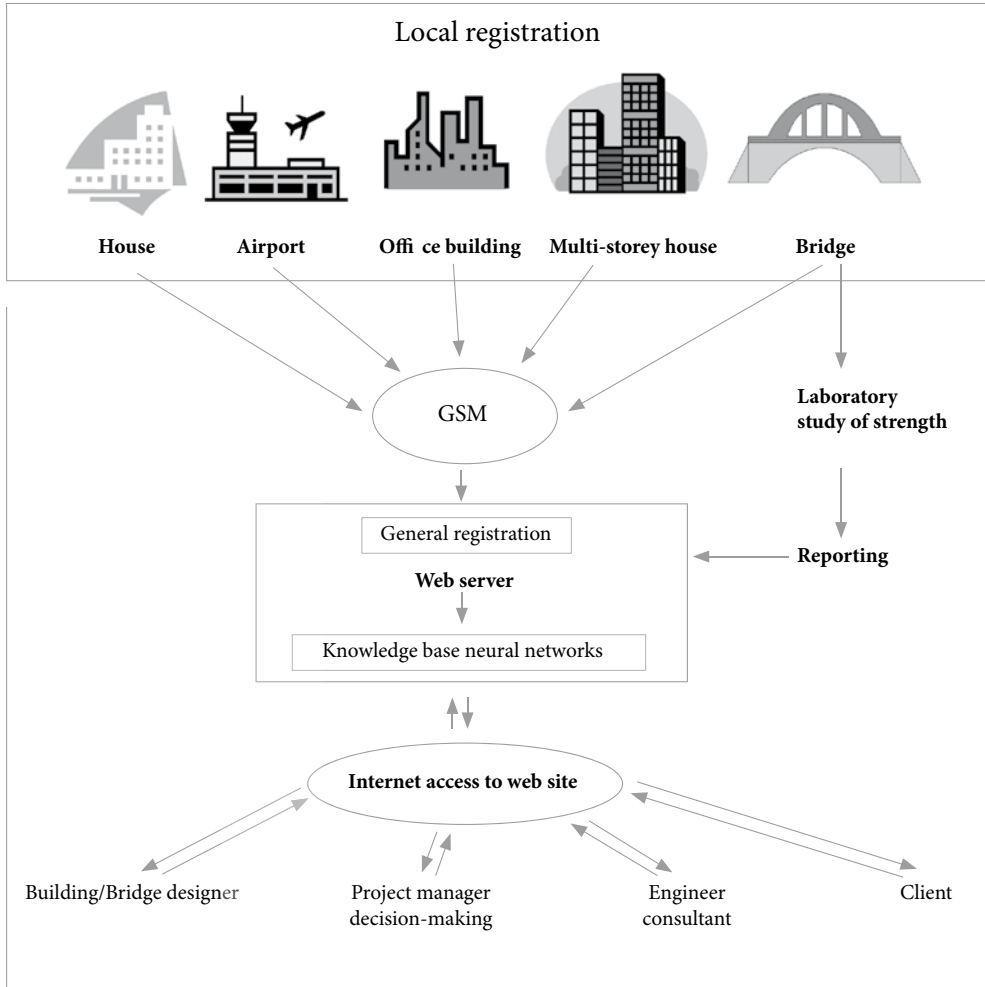 Local registration
House
Airport
Offi ce building
Multi-storey house
Bridge
GSM
Laboratory
study of strength
General registration
Reporting
Web server
Knowledge base neural networks
Internet access to web site
Building/Bridge designer
Project manager
decision-making
Engineer
consultant
Client